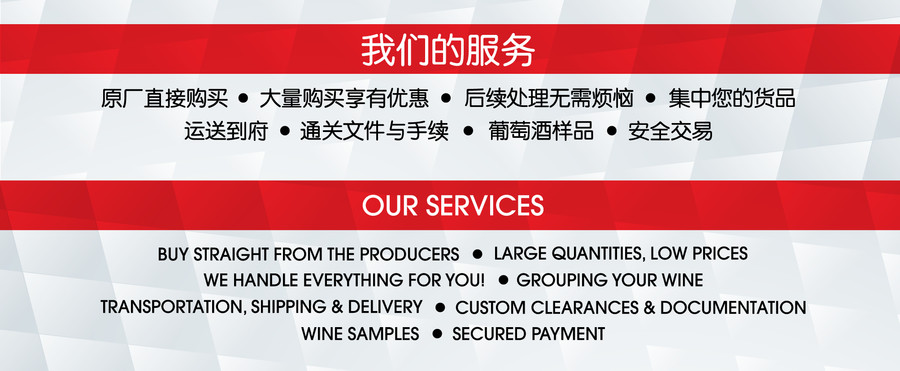 我们的服务
原厂直接购买 ● 大量购买享有优惠 ● 后续处理无需烦恼 ● 集中您的货品
运送到府 ● 通关文件与手续 ● 葡萄酒样品 ● 安全交易
OUR SERVICES
BUY STRAIGHT FROM THE PRODUCERS ● LARGE QUANTITIES, LOW PRICES
WE HANDLE EVERYTHING FOR YOU! ● GROUPING YOUR WINE
TRANSPORTATION, SHIPPING & DELIVERY ● CUSTOM CLEARANCES & DOCUMENTATION
WINE SAMPLES ● SECURED PAYMENT